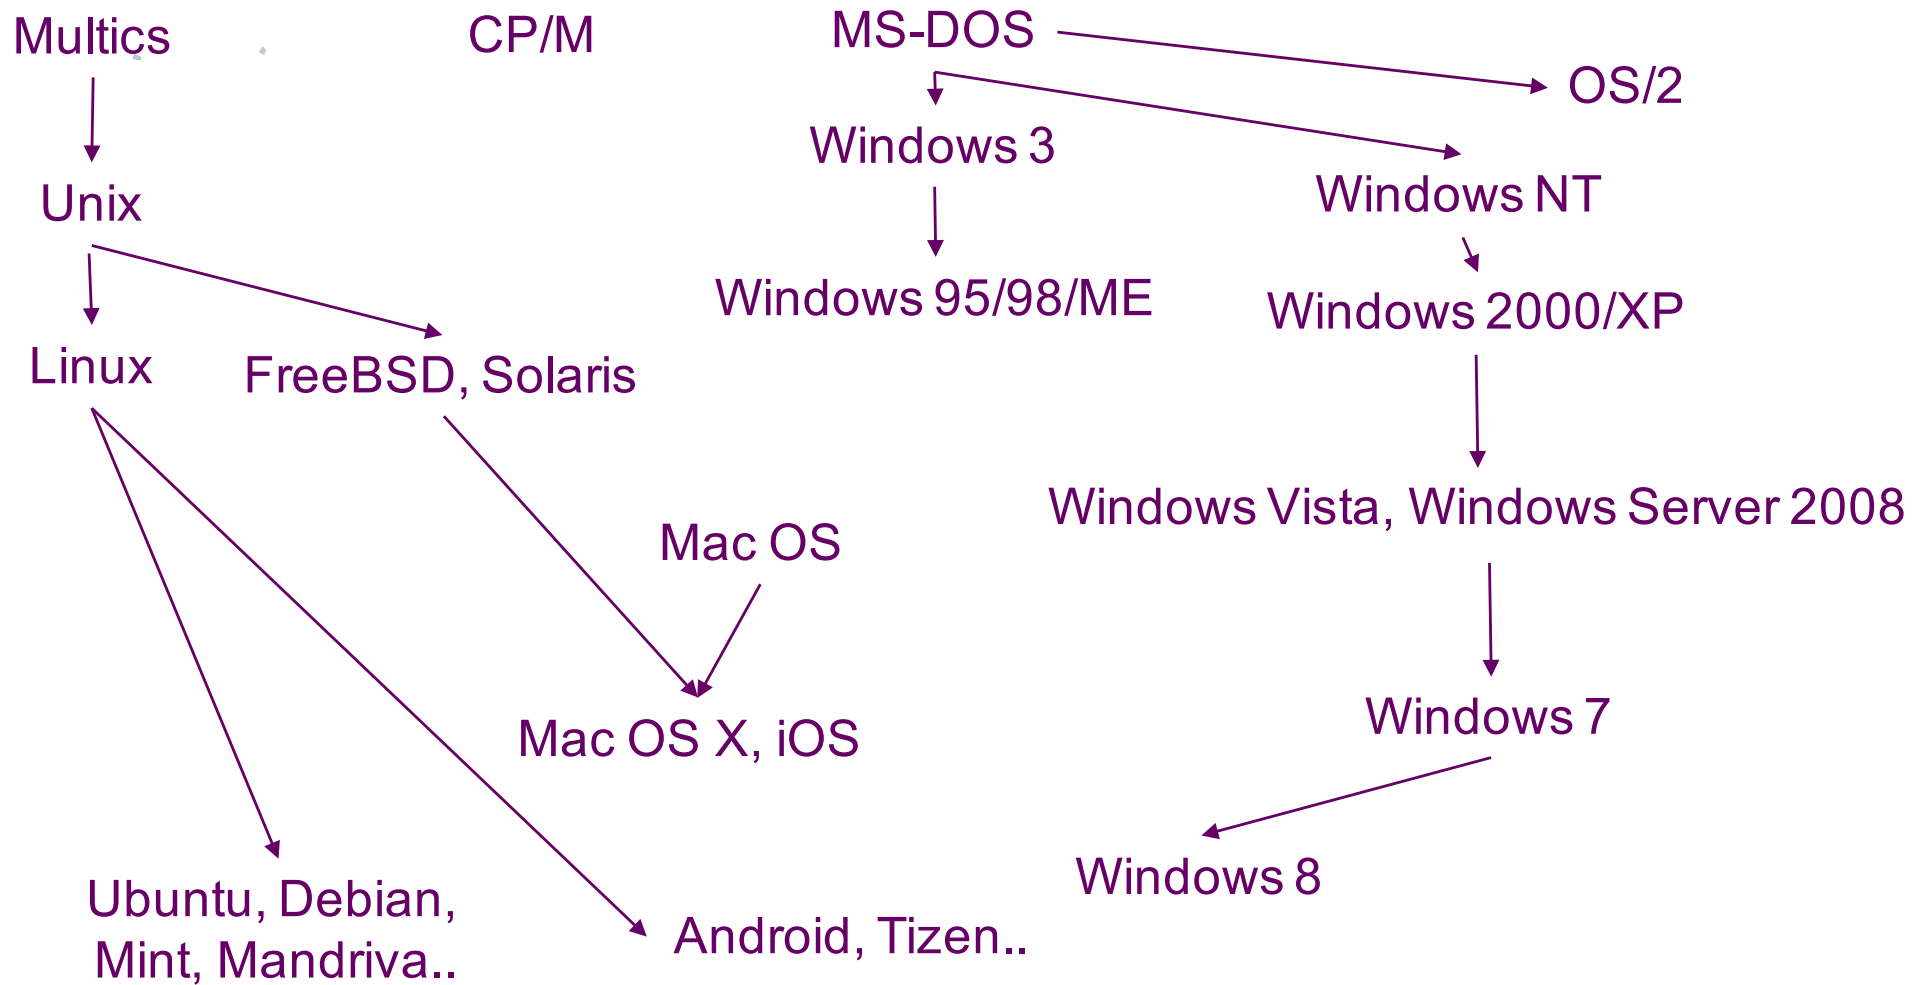 Multics
CP/M
MS-DOS
OS/2
Windows 3
Windows NT
Unix
Windows 95/98/ME
Windows 2000/XP
Linux
FreeBSD, Solaris
Windows Vista, Windows Server 2008
Mac OS
Mac OS X, iOS
Windows 7
Windows 8
Ubuntu, Debian,
Mint, Mandriva..
Android, Tizen..